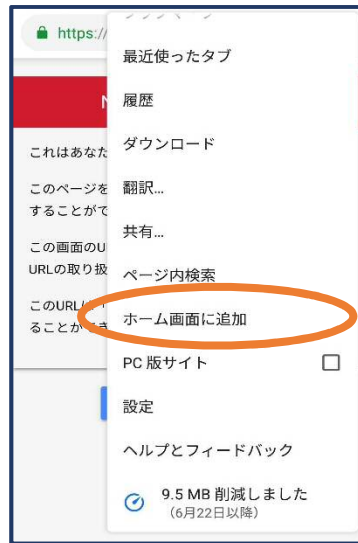 https://
最近使ったタブ
N
履歴
これはあなた
ダウンロード
このページを
することがで
翻訳...
共有...
この画面のU
URLの取り扱
ページ内検索
このURLは
ることができ
ホーム画面に追加
PC 版サイト
設定
ヘルプとフィードバック
9.5 MB 削減しました
(6月22日以降)